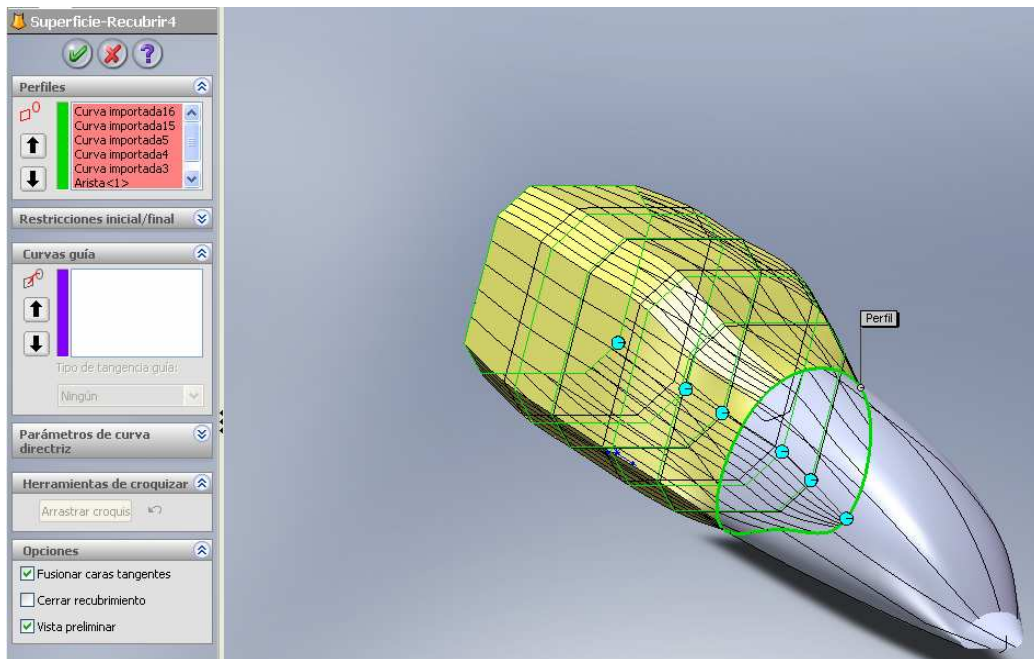 Superficie-Recubrir4
Perfiles
Curva importada16
Curva importada15
Curva importada5
Curva importada4
Curva importada3
Arista<1>
Restricciones inicial/final
Curvas guía
Tipo de tangencia guía:
Ningún
Parámetros de curva
directriz
Herramientas de croquizar
Arrastrar croquis
Opciones
Fusionar caras tangentes
Cerrar recubrimiento
Vista preliminar
Perfil